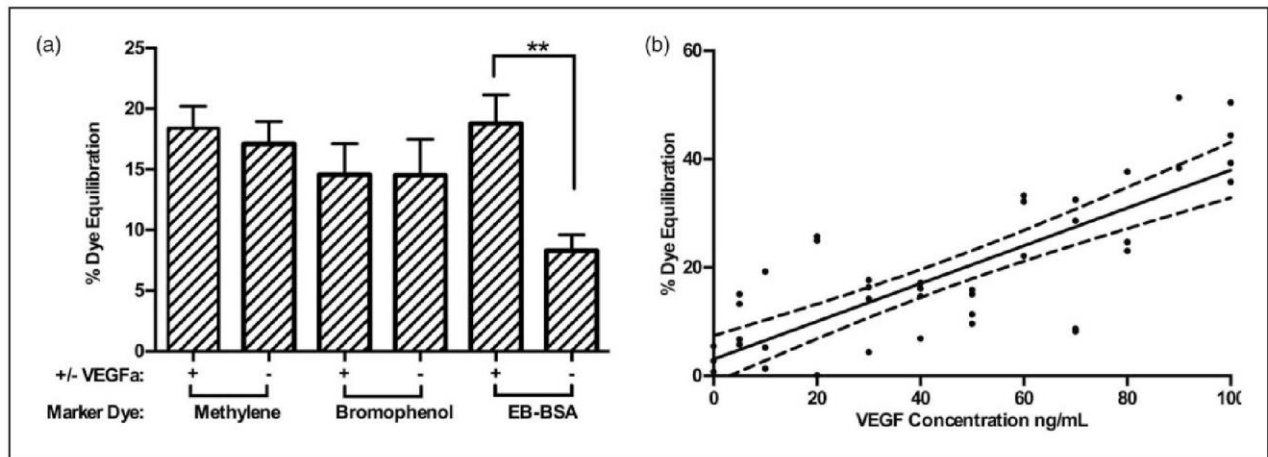 (a)
25
20
15
10
5
0
% Dye Equilibration
**
+/- VEGFa: + - + - + -
Marker Dye: Methylene Bromophenol EB-BSA
(b)
60
40
20
0
% Dye Equilibration
0 20 40 60 80 100
VEGF Concentration ng/mL